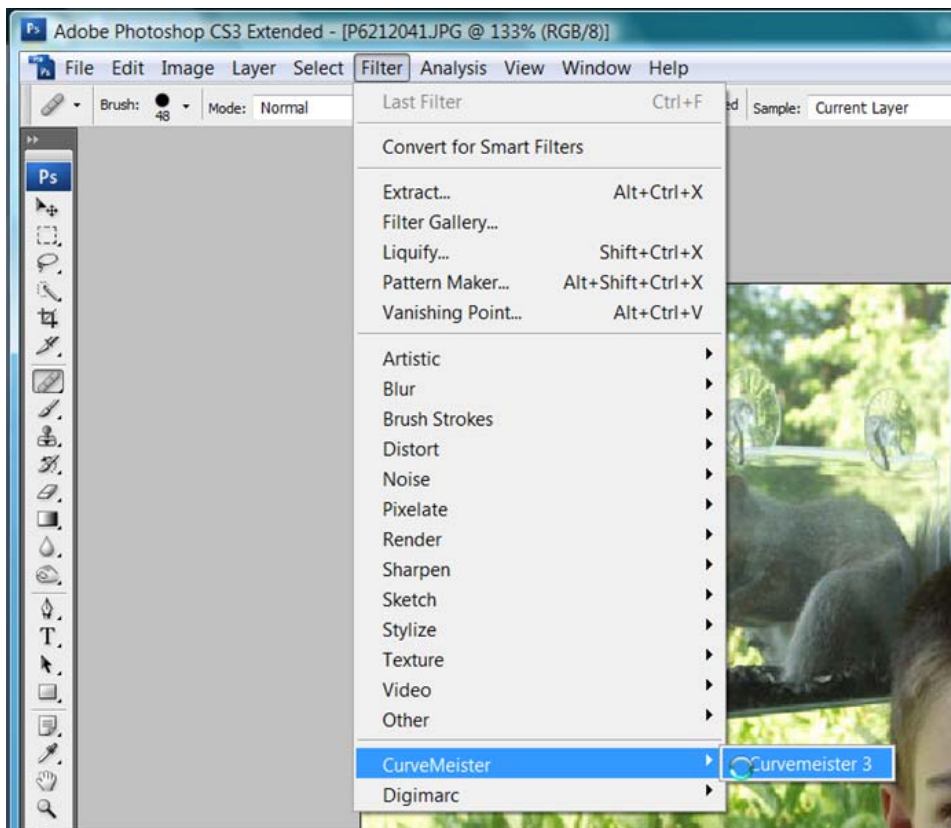 Ps Adobe Photoshop CS3 Extended - [P6212041.JPG @ 133% (RGB/8)]
File Edit Image Layer Select Filter Analysis View Window Help
Brush: 48 Mode: Normal ed Sample: Current Layer
Ps
Last Filter Ctrl+F
Convert for Smart Filters
Extract... Alt+Ctrl+X
Filter Gallery...
Liquify... Shift+Ctrl+X
Pattern Maker... Alt+Shift+Ctrl+X
Vanishing Point... Alt+Ctrl+V
Artistic
Blur
Brush Strokes
Distort
Noise
Pixelate
Render
Sharpen
Sketch
Stylize
Texture
Video
Other
CurveMeister Curvemeister 3
Digimarc